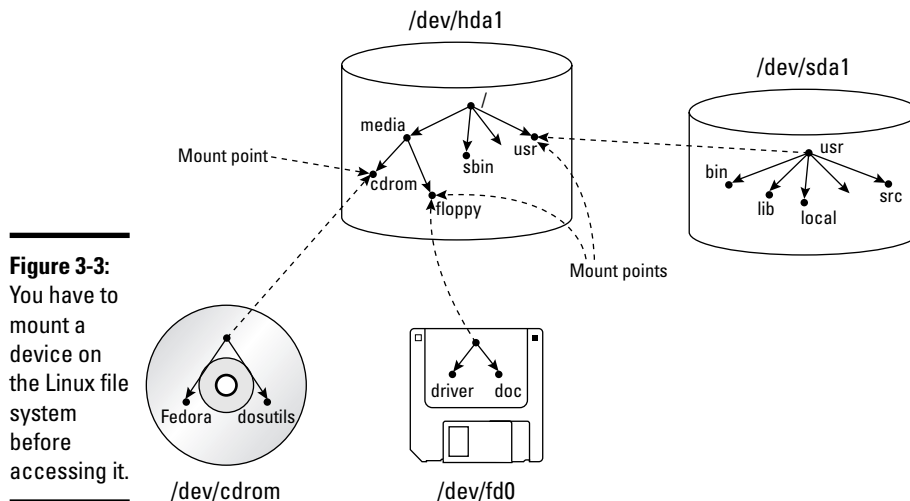 /dev/hda1
/dev/sda1
/
media
usr
sbin
Mount point
cdrom
floppy
usr
bin
lib
local
src
Mount points
Figure 3-3:
You have to
mount a
device on
the Linux file
system
before
accessing it.
Fedora
dosutils
driver
doc
/dev/cdrom
/dev/fd0